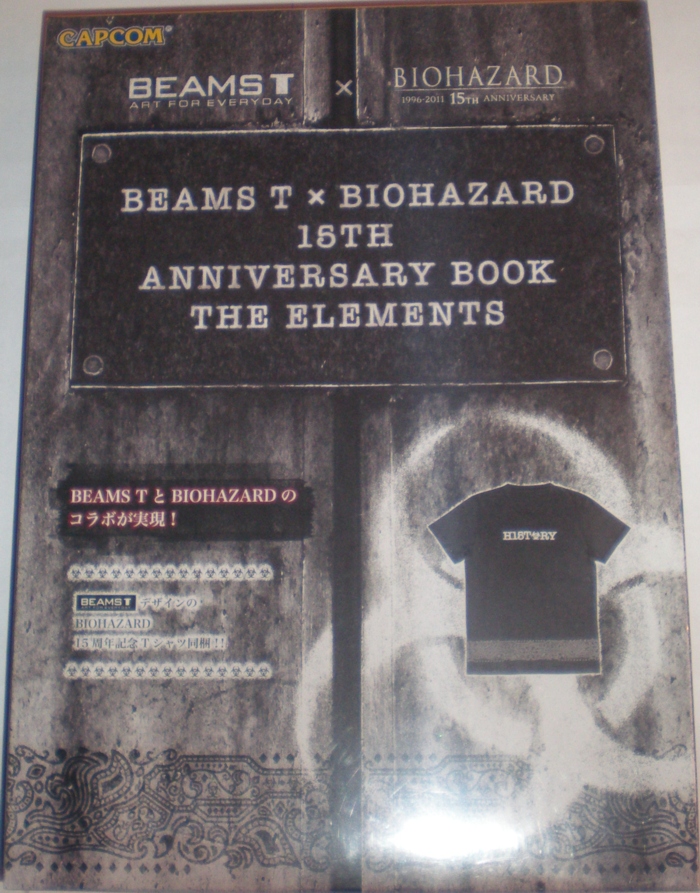 CAPCOM
BEAMS T
ART FOR EVERYDAY
×
BIOHAZARD
1996-2011 15TH ANNIVERSARY
BEAMS T × BIOHAZARD
15TH
ANNIVERSARY BOOK
THE ELEMENTS
BEAMS T と BIOHAZARD の
コラボが実現！
BEAMS T デザインの
BIOHAZARD
15周年記念Tシャツ同梱!!
H15TORY